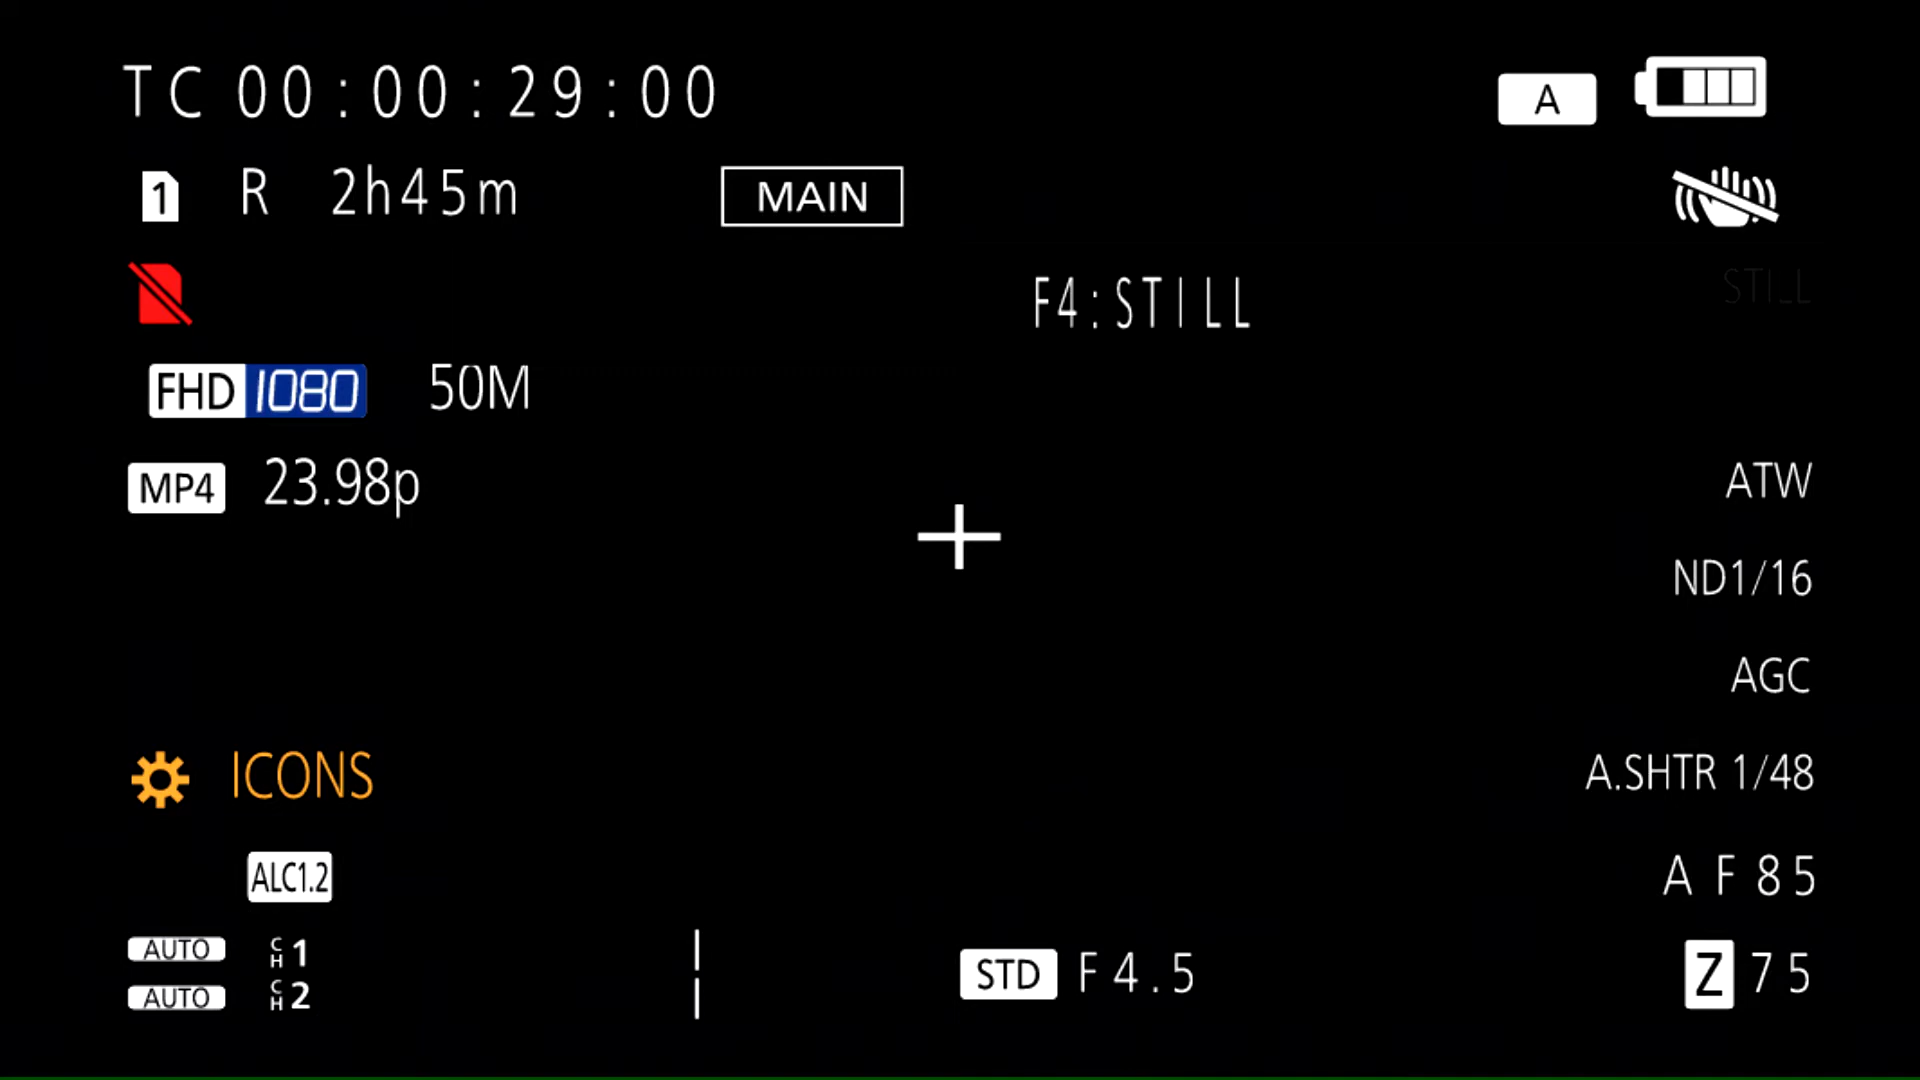 TC 00:00:29:00
A
1 R 2h45m MAIN
F4:STILL STILL
FHD 1080 50M
MP4 23.98p
ATW
ND1/16
AGC
ICONS
A.SHTR 1/48
ALC1.2
AF85
AUTO CH1
AUTO CH2
STD F4.5
Z75